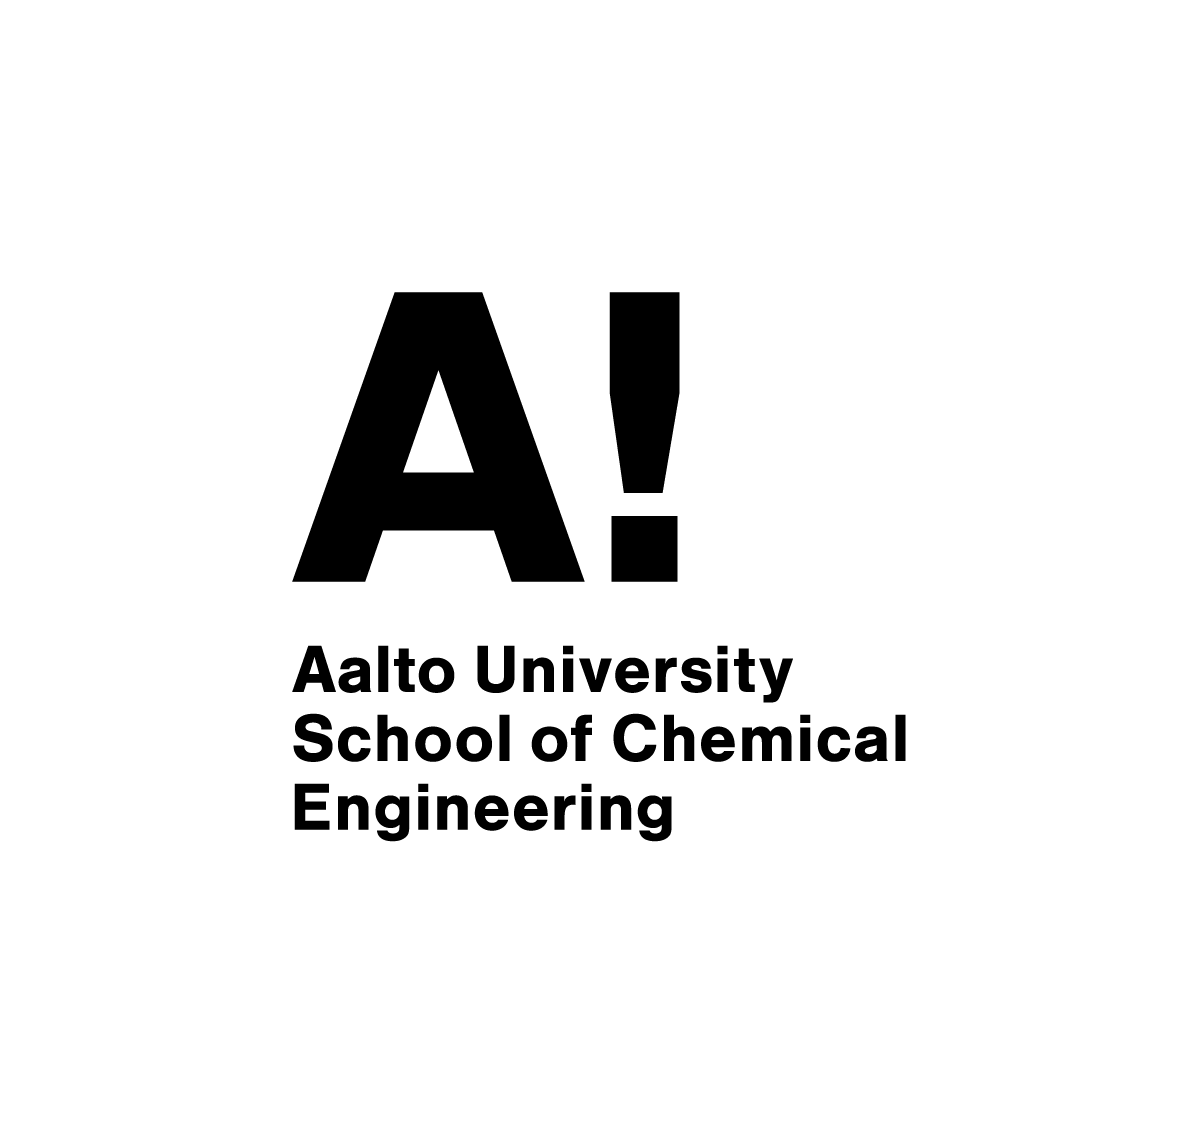 A!
Aalto University
School of Chemical
Engineering